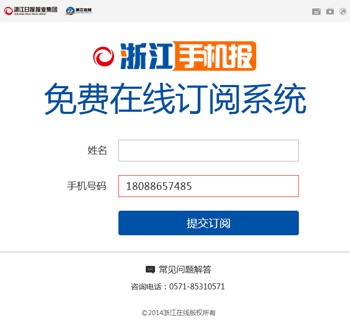 浙江日报报业集团 浙江在线
浙江手机报
免费在线订阅系统
姓名
手机号码 18088657485
提交订阅
常见问题解答
咨询电话：0571-85310571
©2014浙江在线版权所有